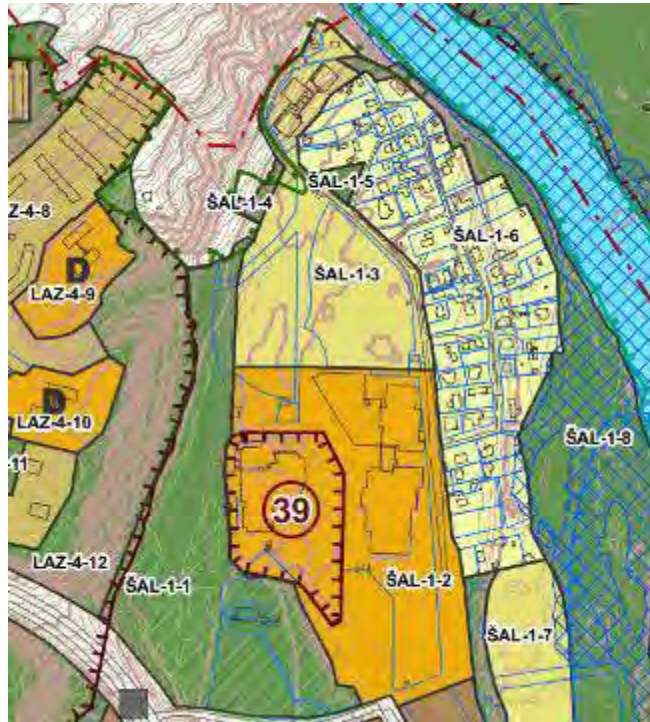 ŠAL-1-4
ŠAL-1-5
Z-4-8
ŠAL-1-6
D
LAZ-4-9
ŠAL-1-3
D
LAZ-4-10
ŠAL-1-8
-11
39
LAZ-4-12
ŠAL-1-1
ŠAL-1-2
ŠAL-1-7